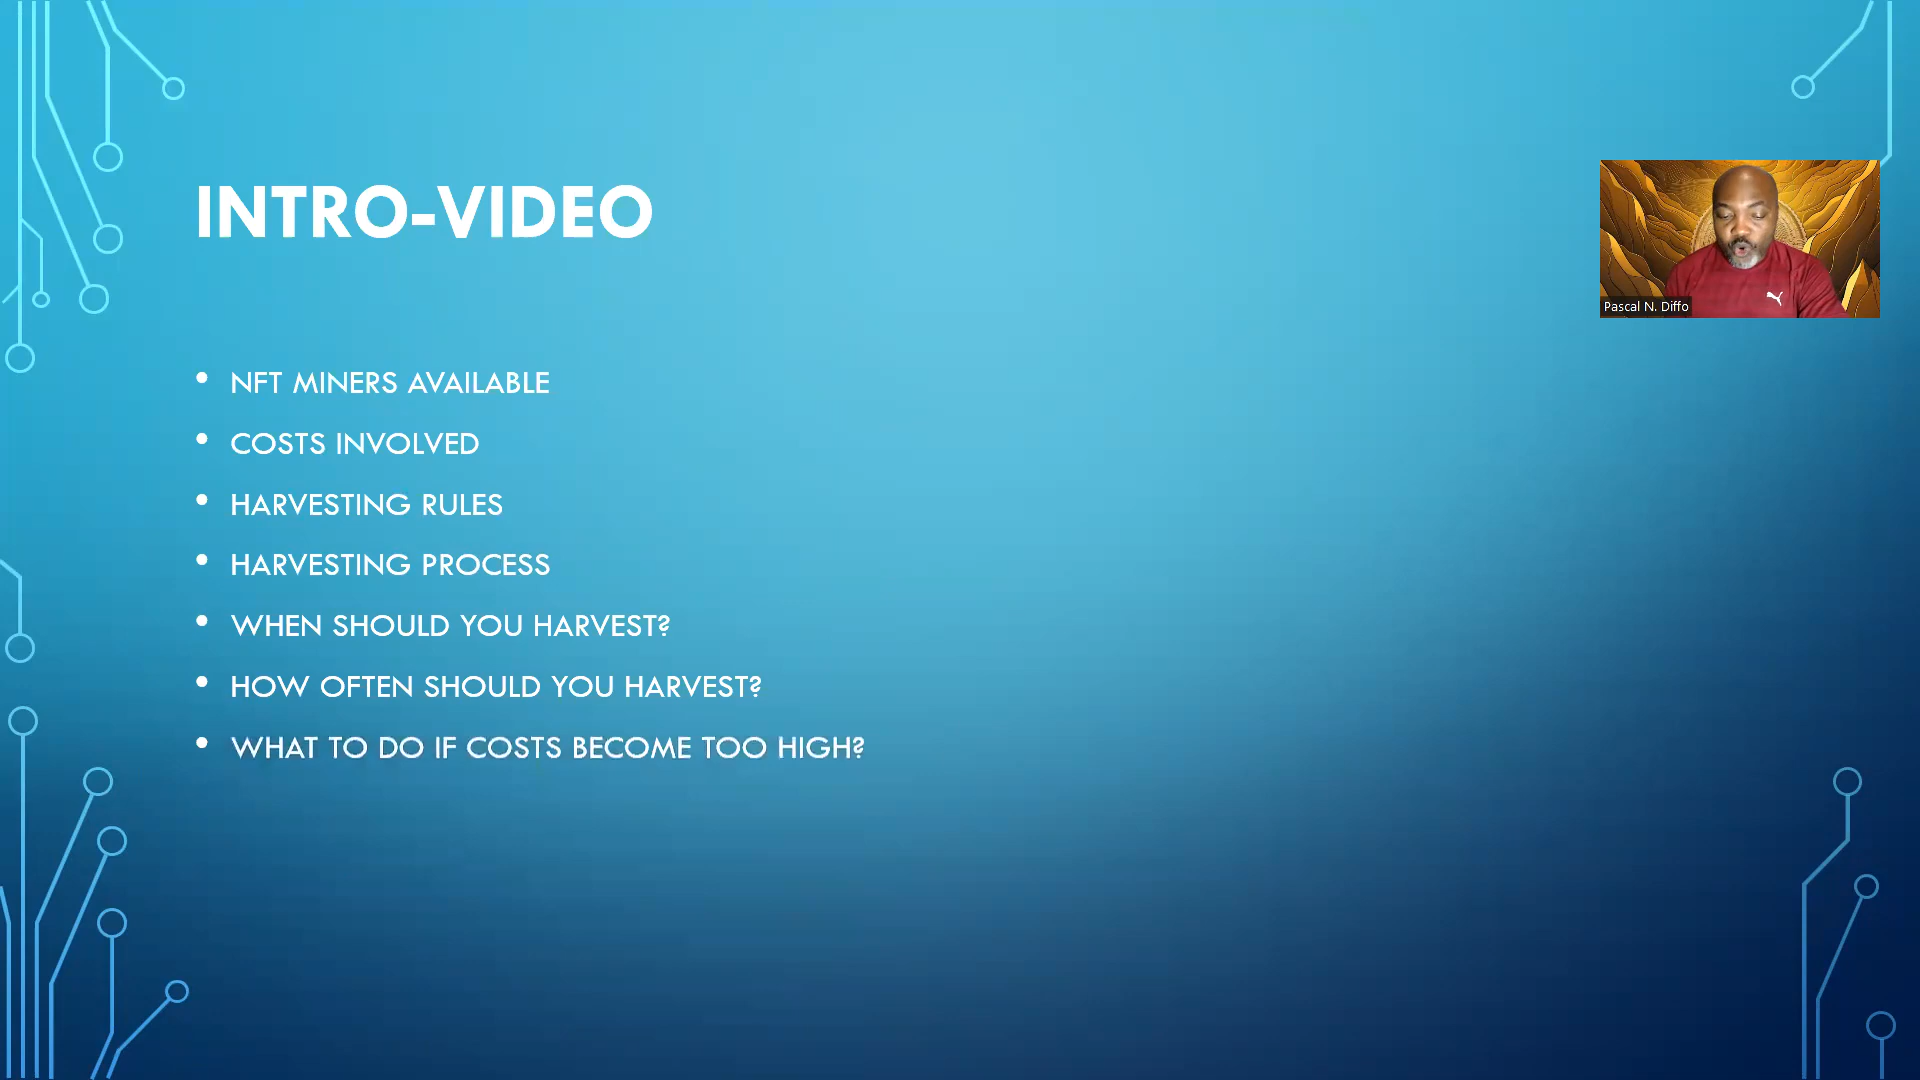 INTRO-VIDEO
Pascal N. Diffo
• NFT MINERS AVAILABLE
• COSTS INVOLVED
• HARVESTING RULES
• HARVESTING PROCESS
• WHEN SHOULD YOU HARVEST?
• HOW OFTEN SHOULD YOU HARVEST?
• WHAT TO DO IF COSTS BECOME TOO HIGH?